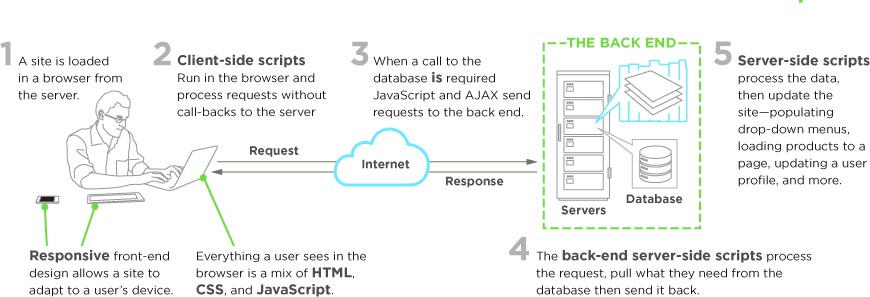 1 A site is loaded
in a browser from
the server.
2 Client-side scripts
Run in the browser and
process requests without
call-backs to the server
3 When a call to the
database is required
JavaScript and AJAX send
requests to the back end.
THE BACK END
5 Server-side scripts
process the data,
then update the
site—populating
drop-down menus,
loading products to a
page, updating a user
profile, and more.
Request
Internet
Response
Servers
Database
Responsive front-end
design allows a site to
adapt to a user's device.
Everything a user sees in the
browser is a mix of HTML,
CSS, and JavaScript.
4 The back-end server-side scripts process
the request, pull what they need from the
database then send it back.